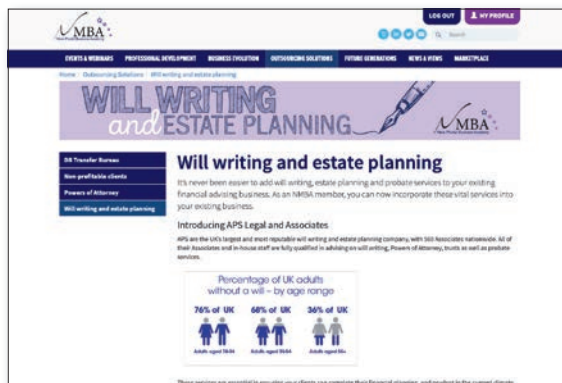 NMBA
LOG OUT
MY PROFILE
Search
EVENTS & WEBINARS PROFESSIONAL DEVELOPMENT BUSINESS EVOLUTION OUTSOURCING SOLUTIONS FUTURE GENERATIONS NEWS & VIEWS MARKETPLACE
Home Outsourcing Solutions Will writing and estate planning
WILL WRITING
and ESTATE PLANNING
NMBA
DB Transfer Bureau
Non-profitable clients
Powers of Attorney
Will writing and estate planning
Will writing and estate planning
It's never been easier to add will writing, estate planning and probate services to your existing
financial advising business. As an NMBA member, you can now incorporate these vital services into
your existing business.
Introducing APS Legal and Associates
APS are the UK's largest and most reputable will writing and estate planning company, with Associates nationwide. All of
their Associates and in-house staff are fully qualified in advising on will writing, Powers of Attorney, trusts as well as probate
services.
Percentage of UK adults
without a will – by age range
76% of UK 68% of UK 36% of UK
Adults aged Adults aged Adults aged